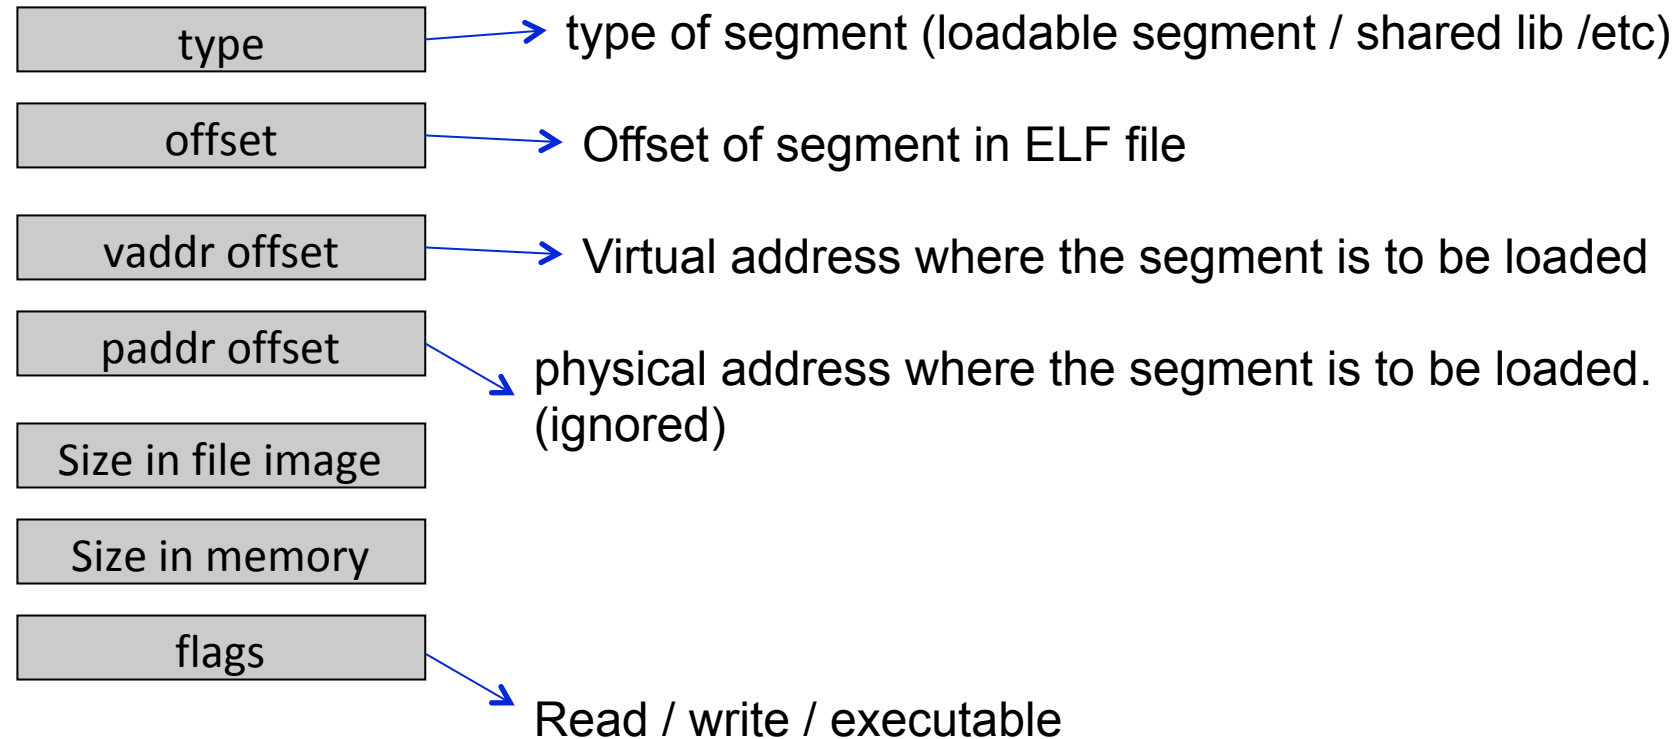 type
type of segment (loadable segment / shared lib /etc)
offset
Offset of segment in ELF file
vaddr offset
Virtual address where the segment is to be loaded
paddr offset
physical address where the segment is to be loaded.
(ignored)
Size in file image
Size in memory
flags
Read / write / executable